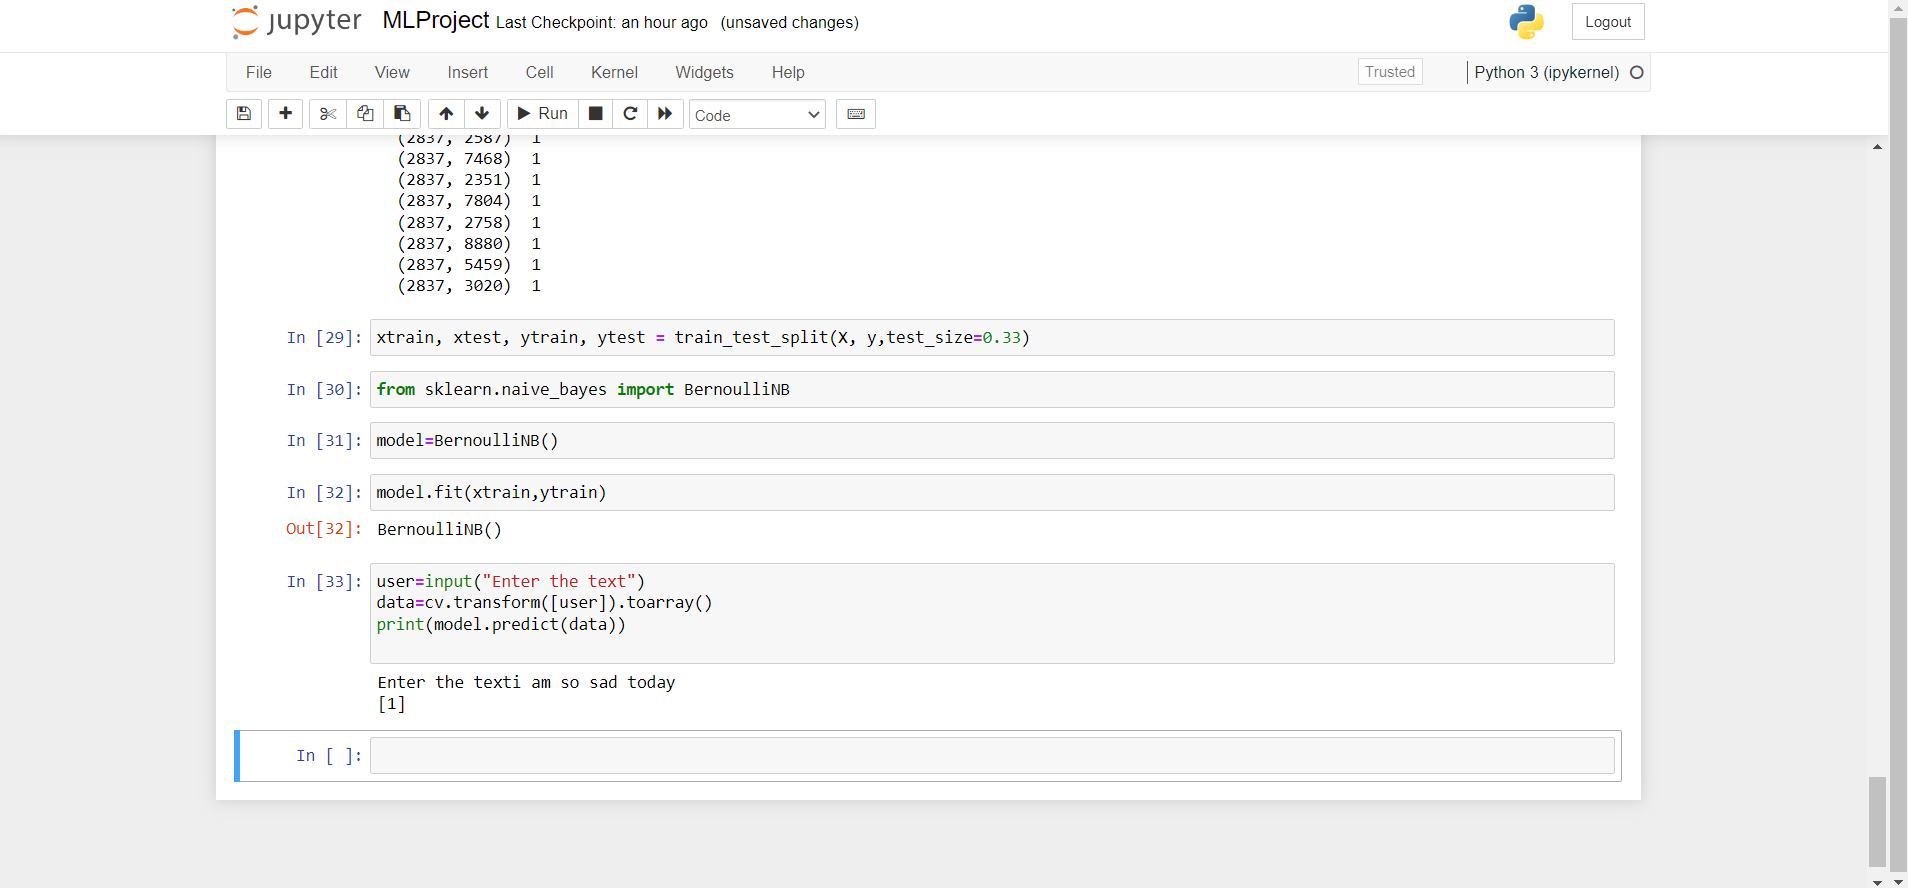 jupyter MLProject Last Checkpoint: an hour ago (unsaved changes) Logout
File Edit View Insert Cell Kernel Widgets Help Trusted Python 3 (ipykernel)
Run Code
(2837, 2587) 1
(2837, 7468) 1
(2837, 2351) 1
(2837, 7804) 1
(2837, 2758) 1
(2837, 8880) 1
(2837, 5459) 1
(2837, 3020) 1
In [29]: xtrain, xtest, ytrain, ytest = train_test_split(X, y,test_size=0.33)
In [30]: from sklearn.naive_bayes import BernoulliNB
In [31]: model=BernoulliNB()
In [32]: model.fit(xtrain,ytrain)
Out[32]: BernoulliNB()
In [33]: user=input("Enter the text")
data=cv.transform([user]).toarray()
print(model.predict(data))
Enter the texti am so sad today
[1]
In [ ]: